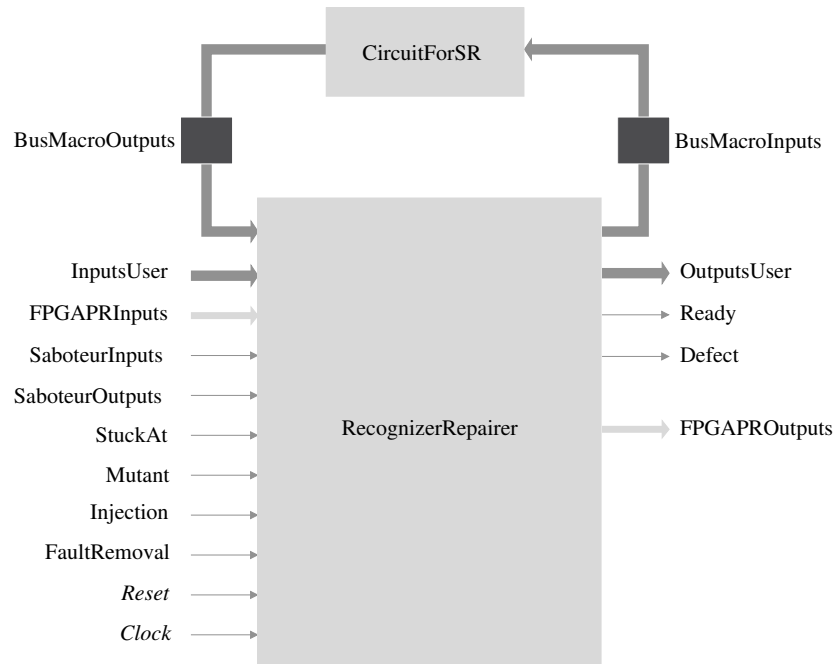 CircuitForSR
BusMacroOutputs
BusMacroInputs
InputsUser
OutputsUser
FPGAPRInputs
Ready
SaboteurInputs
Defect
SaboteurOutputs
StuckAt
RecognizerRepairer
FPGAPROutputs
Mutant
Injection
FaultRemoval
Reset
Clock